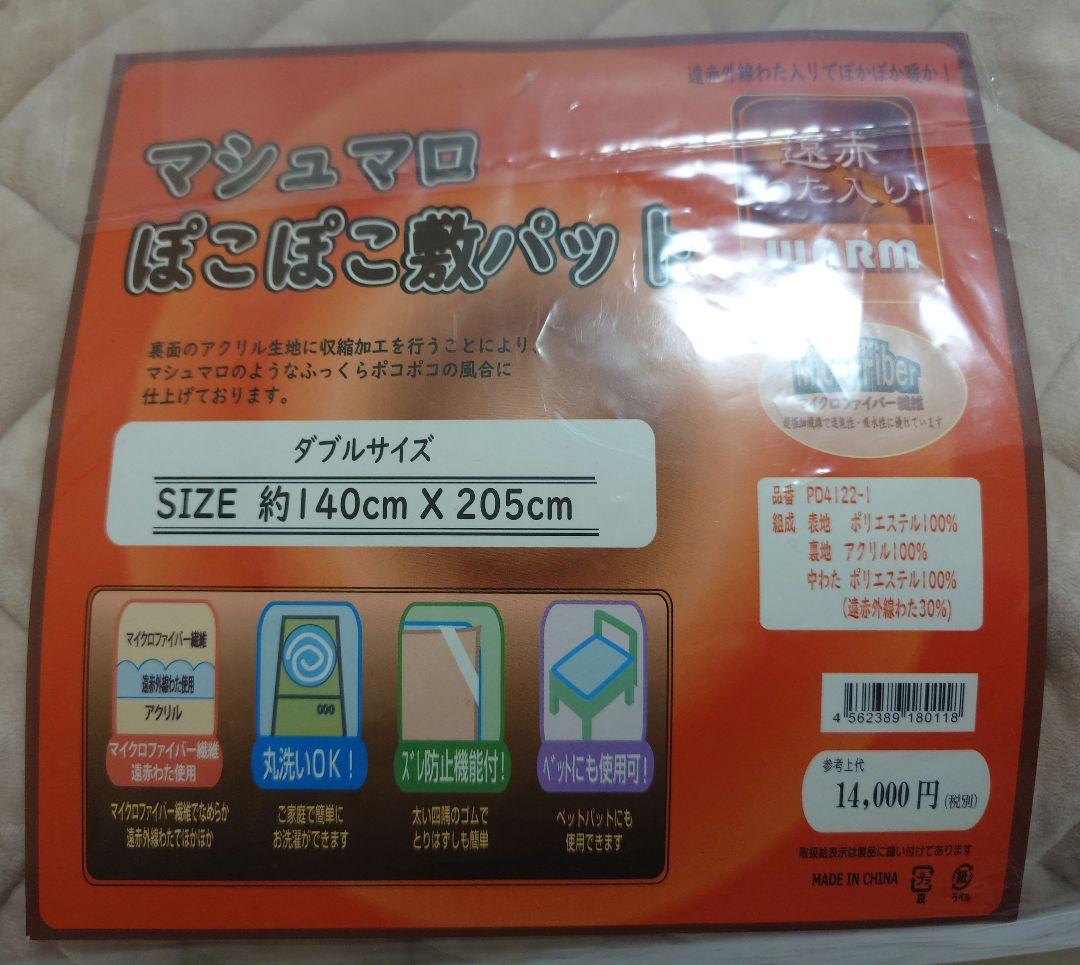 遠赤外線わた入りでぽかぽか暖か!
マシュマロ
ぽこぽこ敷パット
遠赤
わた入り
WARM
裏面のアクリル生地に収縮加工を行うことにより、
マシュマロのようなふっくらポコポコの風合に
仕上げております。
Fiber
マイクロファイバー繊維
ダブルサイズ
SIZE 約140cm X 205cm
品番 PD4122-1
組成 表地 ポリエステル100%
裏地 アクリル100%
中わた ポリエステル100%
(遠赤外線わた30%)
マイクロファイバー繊維
遠赤外線わた使用
アクリル
マイクロファイバー繊維
遠赤わた使用
マイクロファイバー繊維でなめらか
遠赤外線わたでぽかぽか
丸洗いOK!
ご家庭で簡単に
お洗濯ができます
ズレ防止機能付!
太い四隅のゴムで
とりはずしも簡単
ベットにも使用可!
ベットパットにも
使用できます
4 562389 180118
参考上代
14,000円(税別)
取扱絵表示は製品に縫い付けてあります
MADE IN CHINA
プラ
袋
紙
ラベル